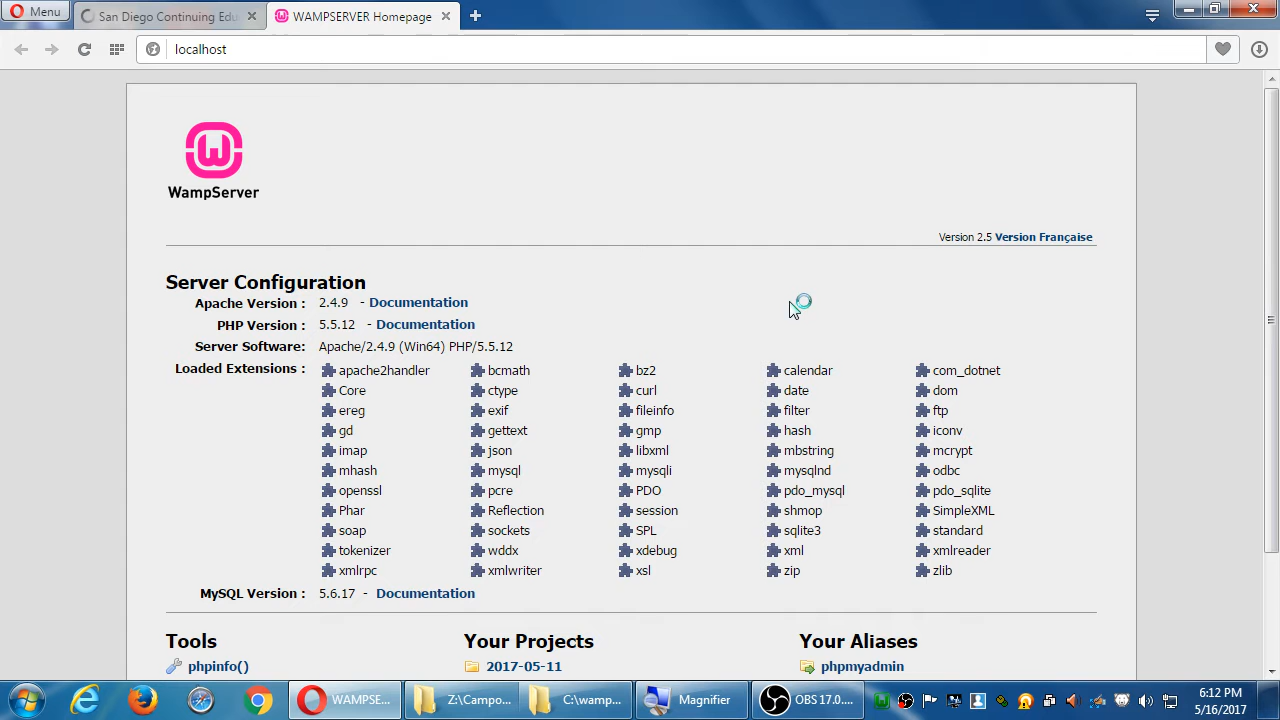 Menu
San Diego Continuing Edu
WAMPSERVER Homepage
localhost
W
WampServer
Version 2.5 Version Française
Server Configuration
Apache Version : 2.4.9 - Documentation
PHP Version : 5.5.12 - Documentation
Server Software: Apache/2.4.9 (Win64) PHP/5.5.12
Loaded Extensions : apache2handler bcmath bz2 calendar com_dotnet
Core ctype curl date dom
ereg exif fileinfo filter ftp
gd gettext gmp hash iconv
imap json libxml mbstring mcrypt
mhash mysql mysqli mysqlnd odbc
openssl pcre PDO pdo_mysql pdo_sqlite
Phar Reflection session shmop SimpleXML
soap sockets SPL sqlite3 standard
tokenizer wddx xdebug xml xmlreader
xmlrpc xmlwriter xsl zip zlib
MySQL Version : 5.6.17 - Documentation
Tools Your Projects Your Aliases
phpinfo() 2017-05-11 phpmyadmin
WAMPSE... Z:\Campo... C:\wamp... Magnifier OBS 17.0.... 6:12 PM
5/16/2017